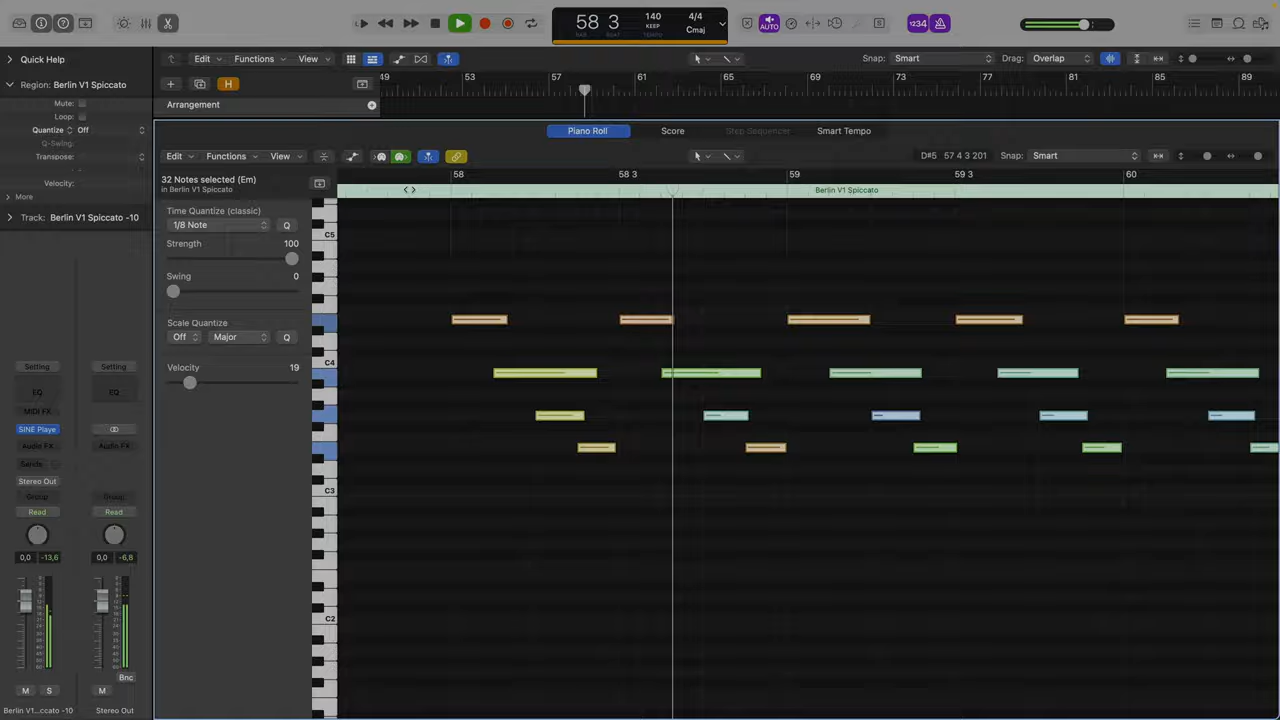 58 3
BAR BEAT
140
KEEP
TEMPO
4/4
Cmaj
AUTO
1234
S
Quick Help
Region: Berlin V1 Spiccato
Mute:
Loop:
Quantize Off
Q-Swing:
Transpose:
Velocity:
More
Track: Berlin V1 Spiccato -10
Edit Functions View
Snap: Smart
Drag: Overlap
H
49 53 57 61 65 69 73 77 81 85 89
Arrangement
Piano Roll Score Step Sequencer Smart Tempo
Edit Functions View
D#5 57 4 3 201
Snap: Smart
32 Notes selected (Em)
in Berlin V1 Spiccato
58 58 3 59 59 3 60
Berlin V1 Spiccato
Time Quantize (classic)
1/8 Note Q
Strength 100
Swing 0
Scale Quantize
Off Major Q
Velocity 19
C5
C4
C3
C2
Setting Setting
EQ EQ
MIDI FX
SINE Playe
Audio FX Audio FX
Sends
Stereo Out
Group Group
Read Read
0,0 -13,6 0,0 -6,8
Bnc
M S M
Berlin V1...ccato -10 Stereo Out